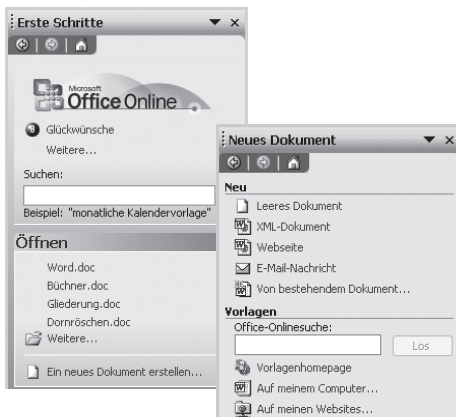 Erste Schritte
Microsoft
Office Online
Glückwünsche
Weitere...
Suchen:
Beispiel: "monatliche Kalendervorlage"
Öffnen
Word.doc
Büchner.doc
Gliederung.doc
Dornröschen.doc
Weitere...
Ein neues Dokument erstellen...
Neues Dokument
Neu
Leeres Dokument
XML-Dokument
Webseite
E-Mail-Nachricht
Von bestehendem Dokument...
Vorlagen
Office-Onlinesuche:
Los
Vorlagenhomepage
Auf meinem Computer...
Auf meinen Websites...